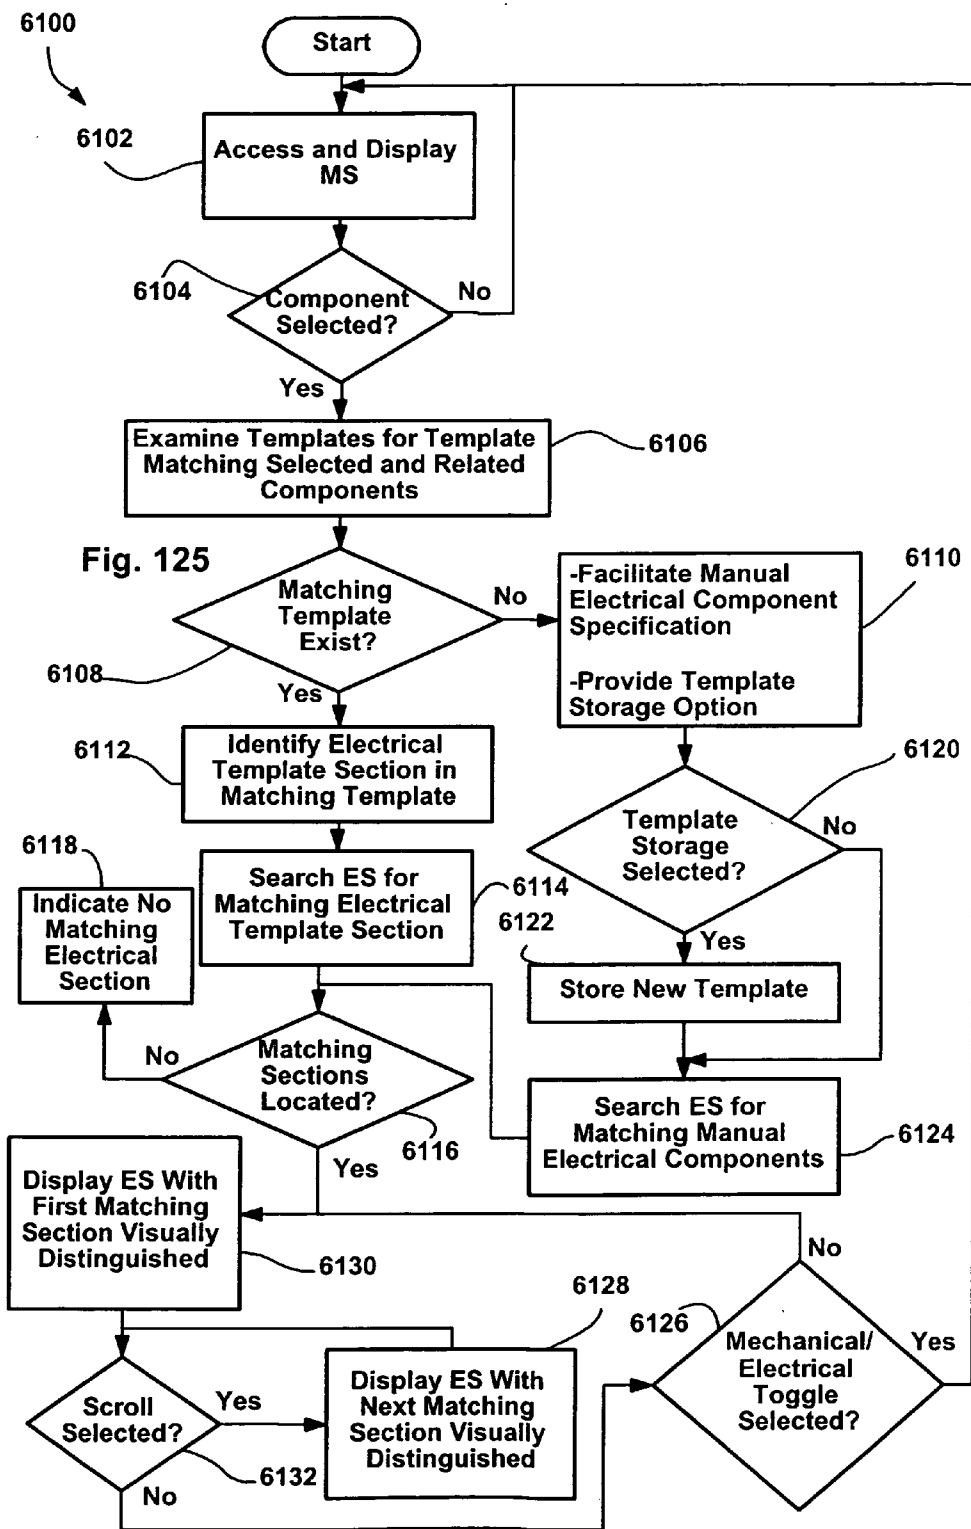 6100
Start
6102
Access and Display
MS
6104
Component
Selected?
No
Yes
Examine Templates for Template
Matching Selected and Related
Components
6106
Fig. 125
Matching
Template
Exist?
No
6108
Yes
-Facilitate Manual
Electrical Component
Specification
-Provide Template
Storage Option
6110
6112
Identify Electrical
Template Section in
Matching Template
6120
Template
Storage
Selected?
No
Yes
6118
Indicate No
Matching
Electrical
Section
Search ES for
Matching Electrical
Template Section
6114
6122
Store New Template
No
Matching
Sections
Located?
6116
Yes
Search ES for
Matching Manual
Electrical Components
6124
Display ES With
First Matching
Section Visually
Distinguished
6130
No
6128
6126
Mechanical/
Electrical
Toggle
Selected?
Yes
Scroll
Selected?
Yes
6132
No
Display ES With
Next Matching
Section Visually
Distinguished